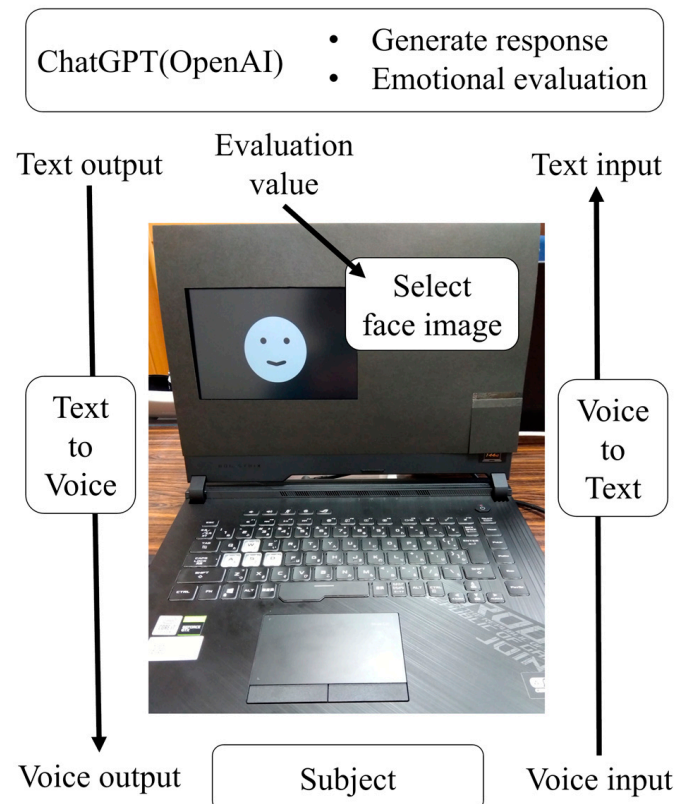 ChatGPT(OpenAI)
• Generate response
• Emotional evaluation
Text output
Evaluation
value
Text input
Select
face image
Text
to
Voice
Voice
to
Text
Voice output
Subject
Voice input